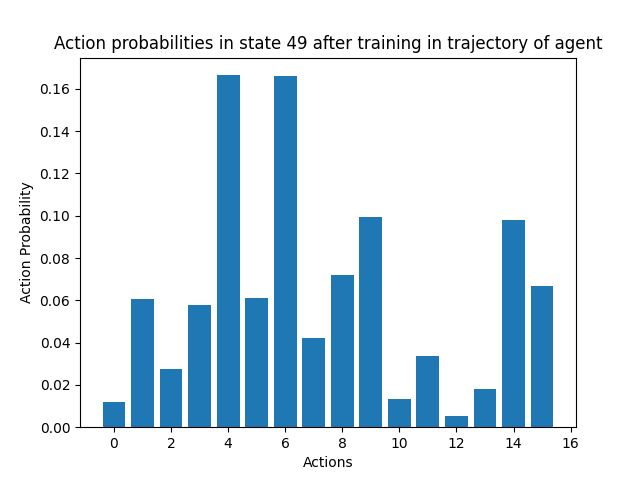 Action probabilities in state 49 after training in trajectory of agent
0.16
0.14
0.12
0.10
0.08
0.06
0.04
0.02
0.00
Action Probability
0 2 4 6 8 10 12 14 16
Actions